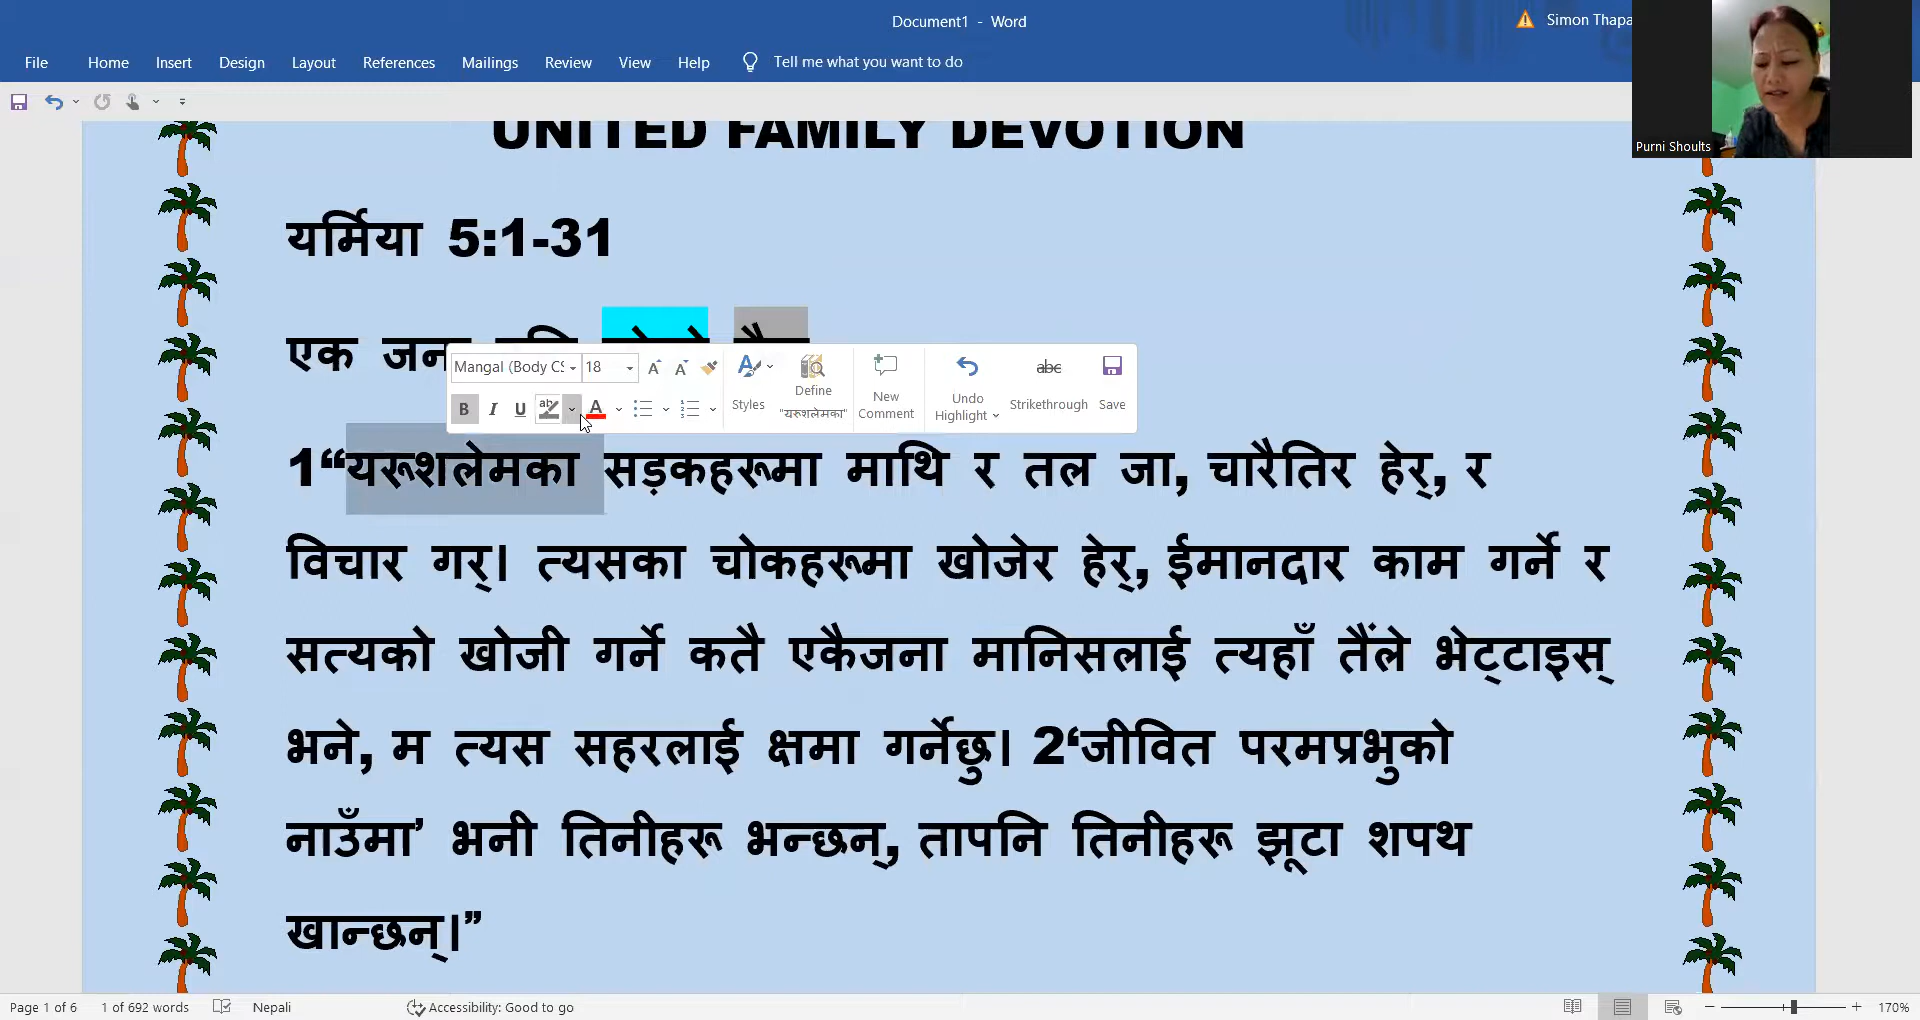 Document1 - Word
Simon Thapa
File Home Insert Design Layout References Mailings Review View Help Tell me what you want to do
Purni Shoults
UNITED FAMILY DEVOTION
यर्मिया 5:1-31
एक जना
Mangal (Body CS 18
Define
Styles "यरुशलेमका" New Comment Undo Highlight Strikethrough Save
B I U
1“यरूशलेमका सड़कहरूमा माथि र तल जा, चारैतिर हेर्, र
विचार गर्। त्यसका चोकहरूमा खोजेर हेर्, ईमानदार काम गर्ने र
सत्यको खोजी गर्ने कतै एकैजना मानिसलाई त्यहाँ तैंले भेट्टाइस्
भने, म त्यस सहरलाई क्षमा गर्नेछु। 2‘जीवित परमप्रभुको
नाउँमा’ भनी तिनीहरू भन्छन्, तापनि तिनीहरू झूटा शपथ
खान्छन्।”
Page 1 of 6 1 of 692 words Nepali Accessibility: Good to go 170%